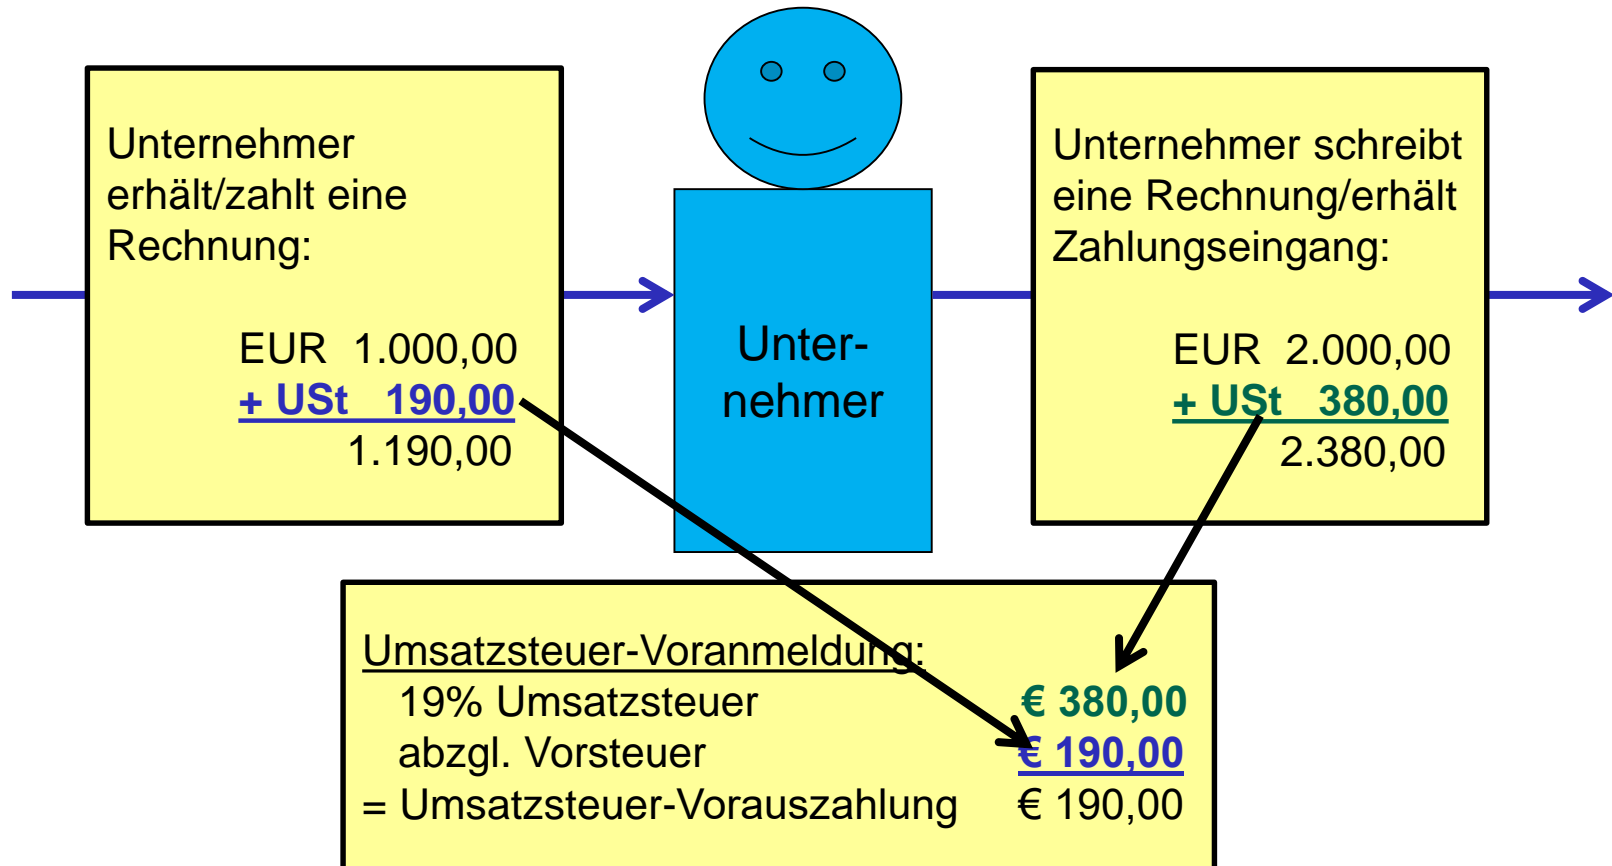 Unternehmer
erhält/zahlt eine
Rechnung:
EUR 1.000,00
+ USt 190,00
1.190,00
Unter-
nehmer
Unternehmer schreibt
eine Rechnung/erhält
Zahlungseingang:
EUR 2.000,00
+ USt 380,00
2.380,00
Umsatzsteuer-Voranmeldung:
19% Umsatzsteuer € 380,00
abzgl. Vorsteuer € 190,00
= Umsatzsteuer-Vorauszahlung € 190,00